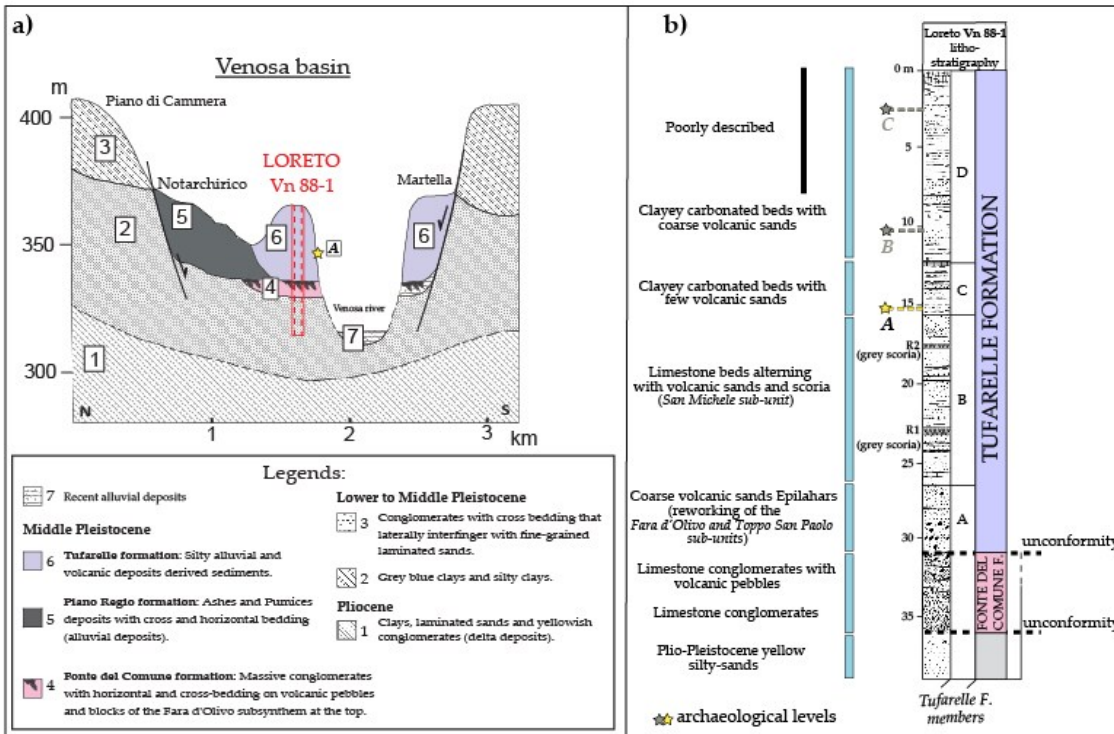 a)
Venosa basin
m
400
350
300
Piano di Cammera
3
Notarchirico
LORETO
Vn 88-1
Martella
2
5
6
A
6
4
Venosa river
7
1
N
S
1
2
3
km
Legends:
7 Recent alluvial deposits
Middle Pleistocene
6 Tufarelle formation: Silty alluvial and
volcanic deposits derived sediments.
5 Piano Regio formation: Ashes and Pumices
deposits with cross and horizontal bedding
(alluvial deposits).
4 Fonte del Comune formation: Massive conglomerates
with horizontal and cross-bedding on volcanic pebbles
and blocks of the Fara d'Olivo subsynthem at the top.
Lower to Middle Pleistocene
3 Conglomerates with cross bedding that
laterally interfinger with fine-grained
laminated sands.
2 Grey blue clays and silty clays.
Pliocene
1 Clays, laminated sands and yellowish
conglomerates (delta deposits).
b)
Loreto Vn 88-1
litho-
stratigraphy
0 m
Poorly described
C
5
D
Clayey carbonated beds with
coarse volcanic sands
10
B
Clayey carbonated beds with
few volcanic sands
C
15
A
R2
(grey scoria)
Limestone beds alterning
with volcanic sands and scoria
(San Michele sub-unit)
20
B
R1
(grey scoria)
25
Coarse volcanic sands Epilahars
(reworking of the
Fara d'Olivo and Toppo San Paolo
sub-units)
A
30
TUFARELLE FORMATION
unconformity
Limestone conglomerates with
volcanic pebbles
Limestone conglomerates
35
FONTE DEL
COMUNE F.
unconformity
Plio-Pleistocene yellow
silty-sands
Tufarelle F.
members
archaeological levels